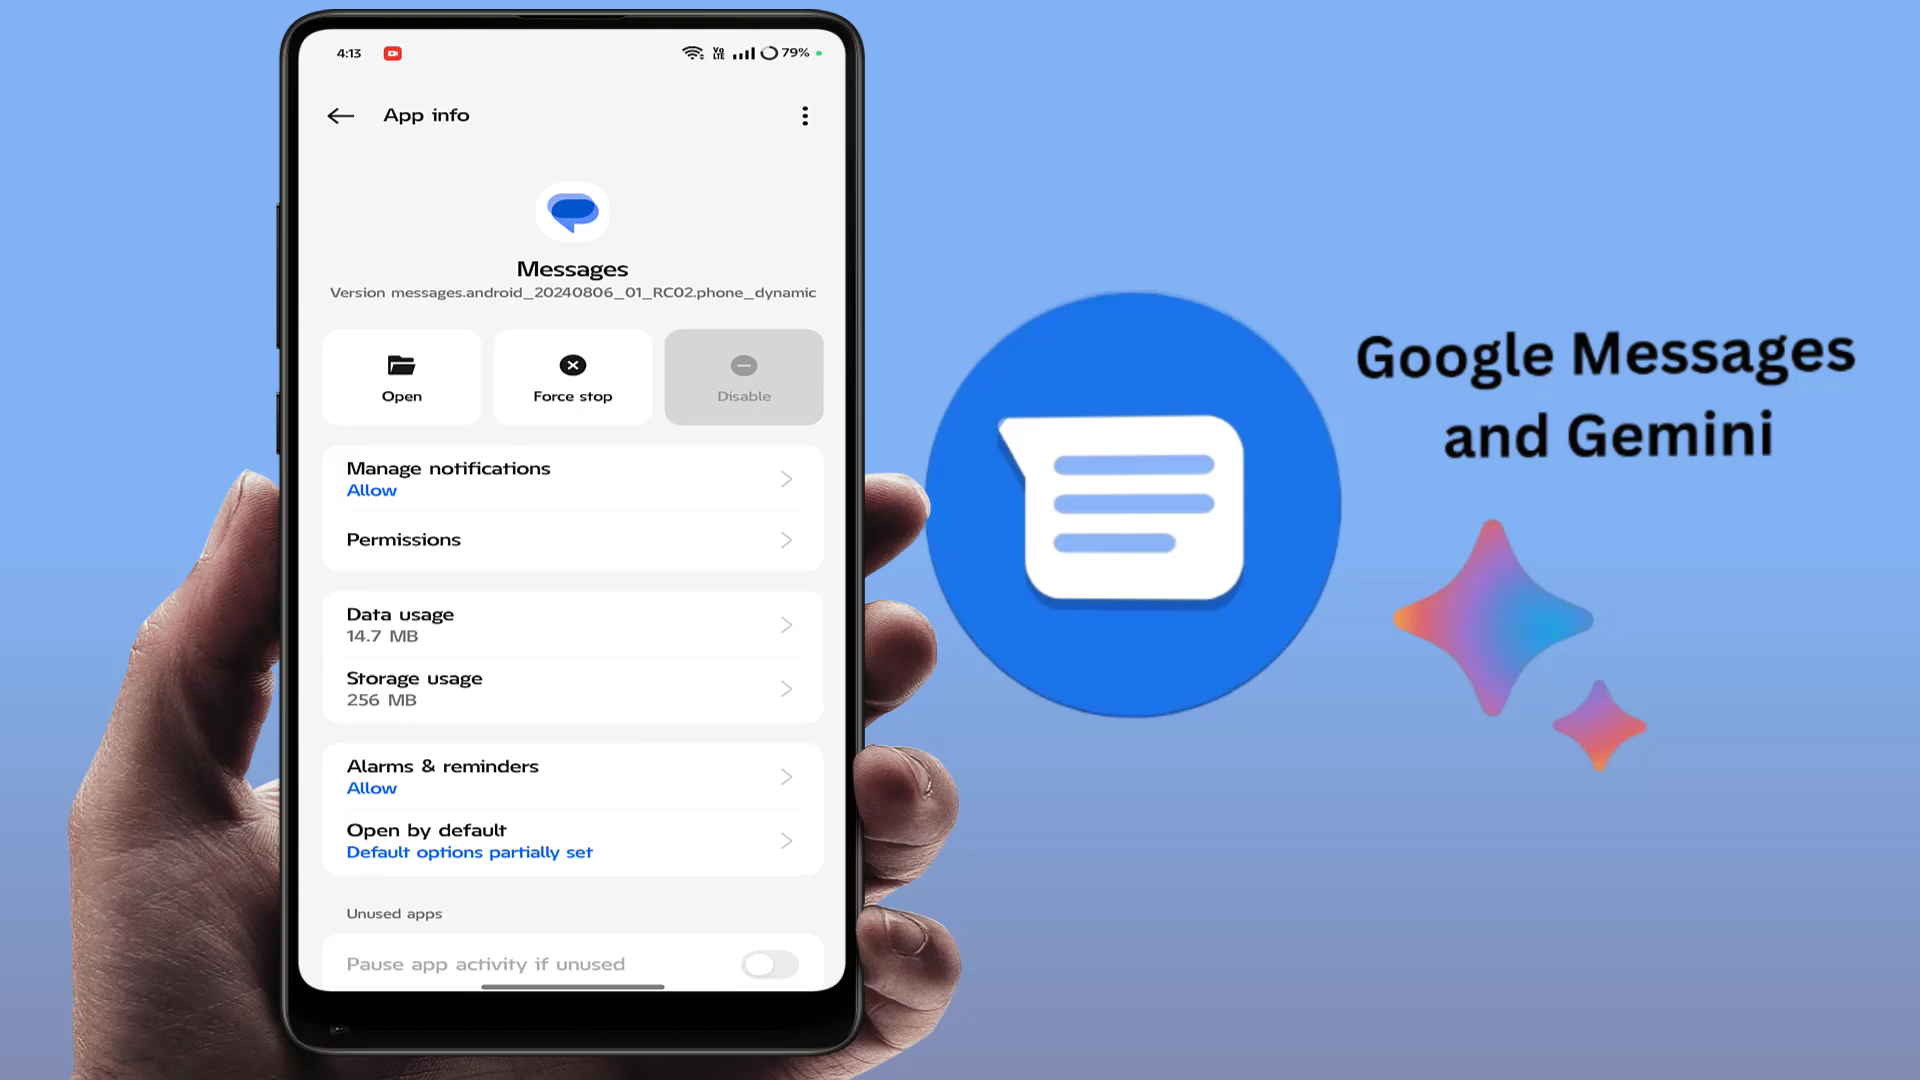 4:13
Vo
LTE
79%
App info
Messages
Version messages.android_20240806_01_RC02.phone_dynamic
Open
Force stop
Disable
Manage notifications
Allow
Permissions
Data usage
14.7 MB
Storage usage
256 MB
Alarms & reminders
Allow
Open by default
Default options partially set
Unused apps
Pause app activity if unused
Google Messages
and Gemini